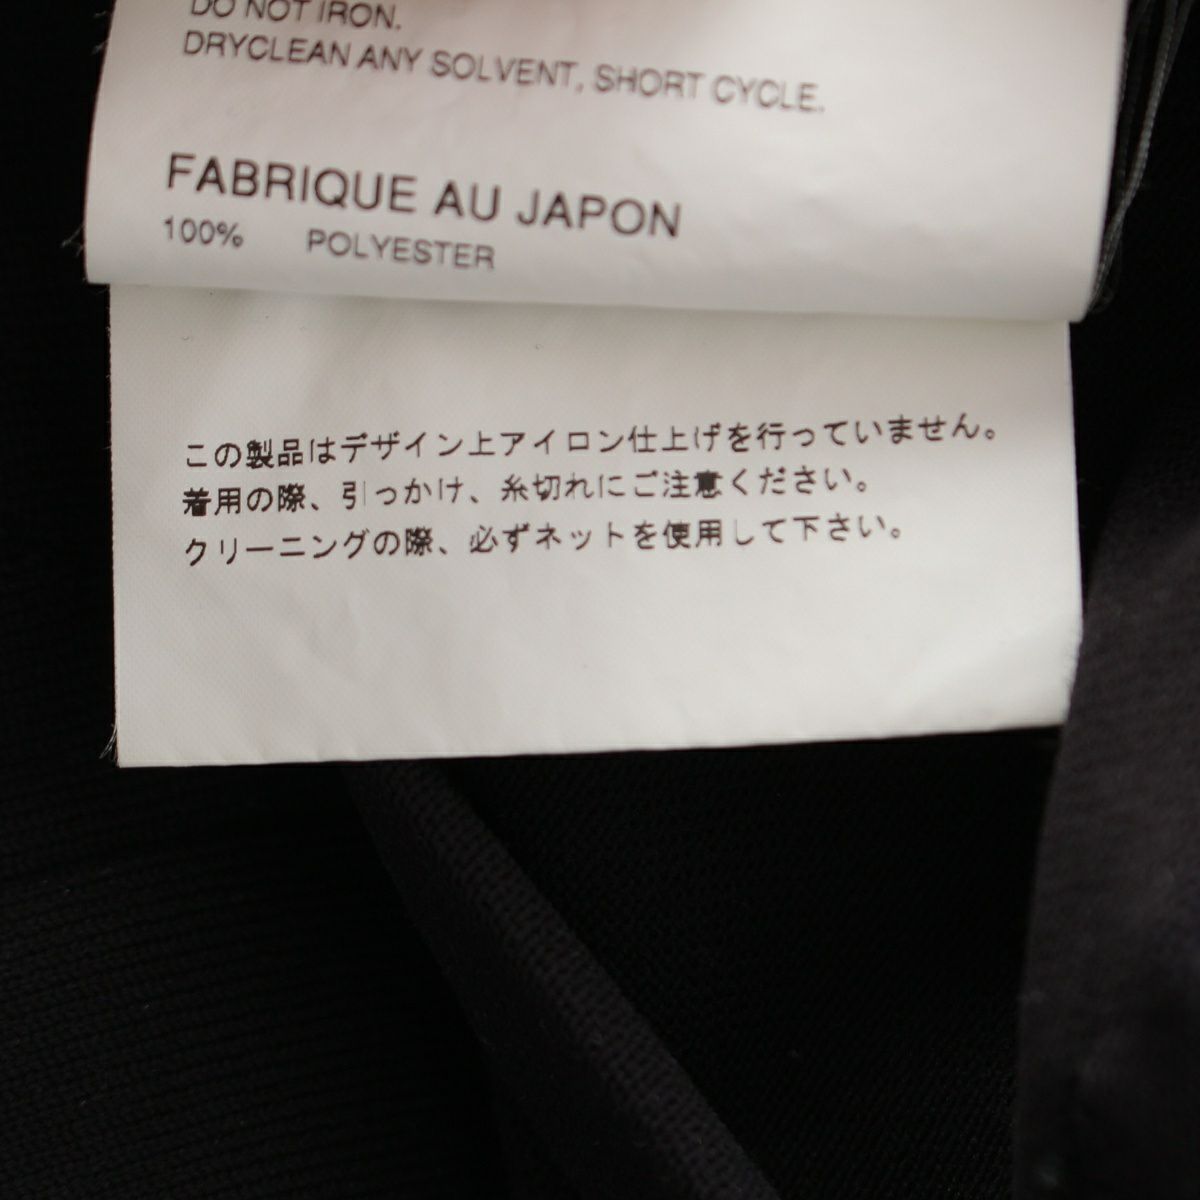 DO NOT IRON.
DRYCLEAN ANY SOLVENT, SHORT CYCLE.
FABRIQUE AU JAPON
100% POLYESTER
この製品はデザイン上アイロン仕上げを行っていません。
着用の際、引っかけ、糸切れにご注意ください。
クリーニングの際、必ずネットを使用して下さい。